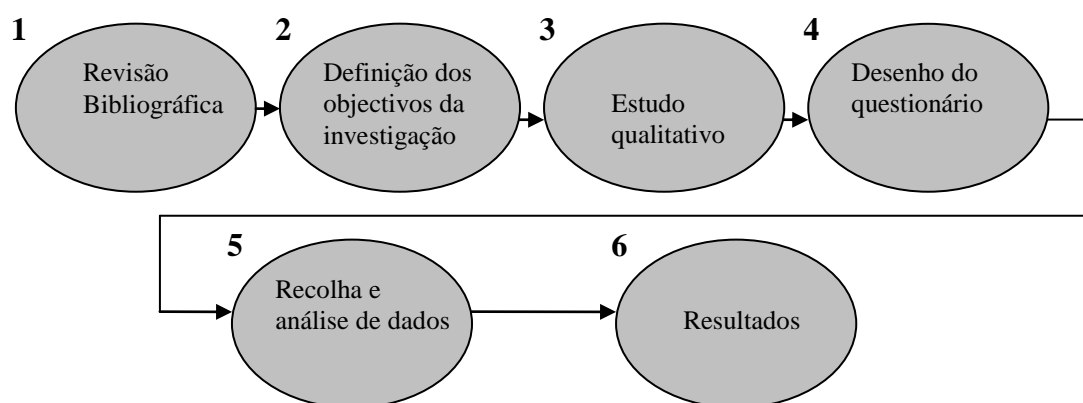 1
Revisão
Bibliográfica
2
Definição dos
objectivos da
investigação
3
Estudo
qualitativo
4
Desenho do
questionário
5
Recolha e
análise de dados
6
Resultados